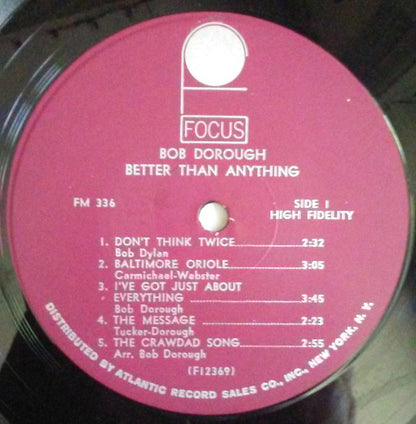 FOCUS
BOB DOROUGH
BETTER THAN ANYTHING
FM 336
SIDE 1
HIGH FIDELITY
1. DON'T THINK TWICE 2:32
Bob Dylan
2. BALTIMORE ORIOLE 3:05
Carmichael-Webster
3. I'VE GOT JUST ABOUT
EVERYTHING 3:45
Bob Dorough
4. THE MESSAGE 2:23
Tucker-Dorough
5. THE CRAWDAD SONG 2:55
Arr. Bob Dorough
(F12369)
DISTRIBUTED BY ATLANTIC RECORD SALES CO., INC., NEW YORK, N. Y.